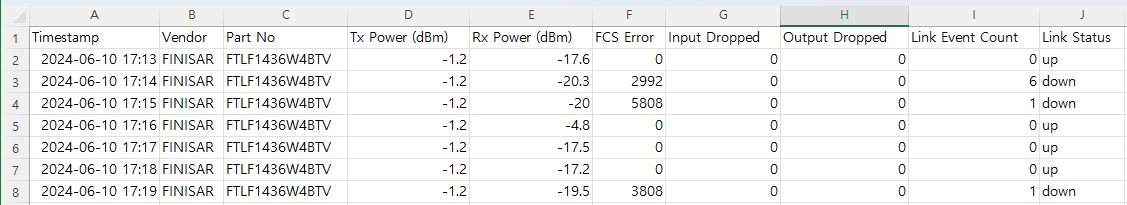 A B C D E F G H I J
1 Timestamp Vendor Part No Tx Power (dBm) Rx Power (dBm) FCS Error Input Dropped Output Dropped Link Event Count Link Status
2 2024-06-10 17:13 FINISAR FTLF1436W4BTV -1.2 -17.6 0 0 0 0 up
3 2024-06-10 17:14 FINISAR FTLF1436W4BTV -1.2 -20.3 2992 0 0 6 down
4 2024-06-10 17:15 FINISAR FTLF1436W4BTV -1.2 -20 5808 0 0 1 down
5 2024-06-10 17:16 FINISAR FTLF1436W4BTV -1.2 -4.8 0 0 0 0 up
6 2024-06-10 17:17 FINISAR FTLF1436W4BTV -1.2 -17.5 0 0 0 0 up
7 2024-06-10 17:18 FINISAR FTLF1436W4BTV -1.2 -17.2 0 0 0 0 up
8 2024-06-10 17:19 FINISAR FTLF1436W4BTV -1.2 -19.5 3808 0 0 1 down